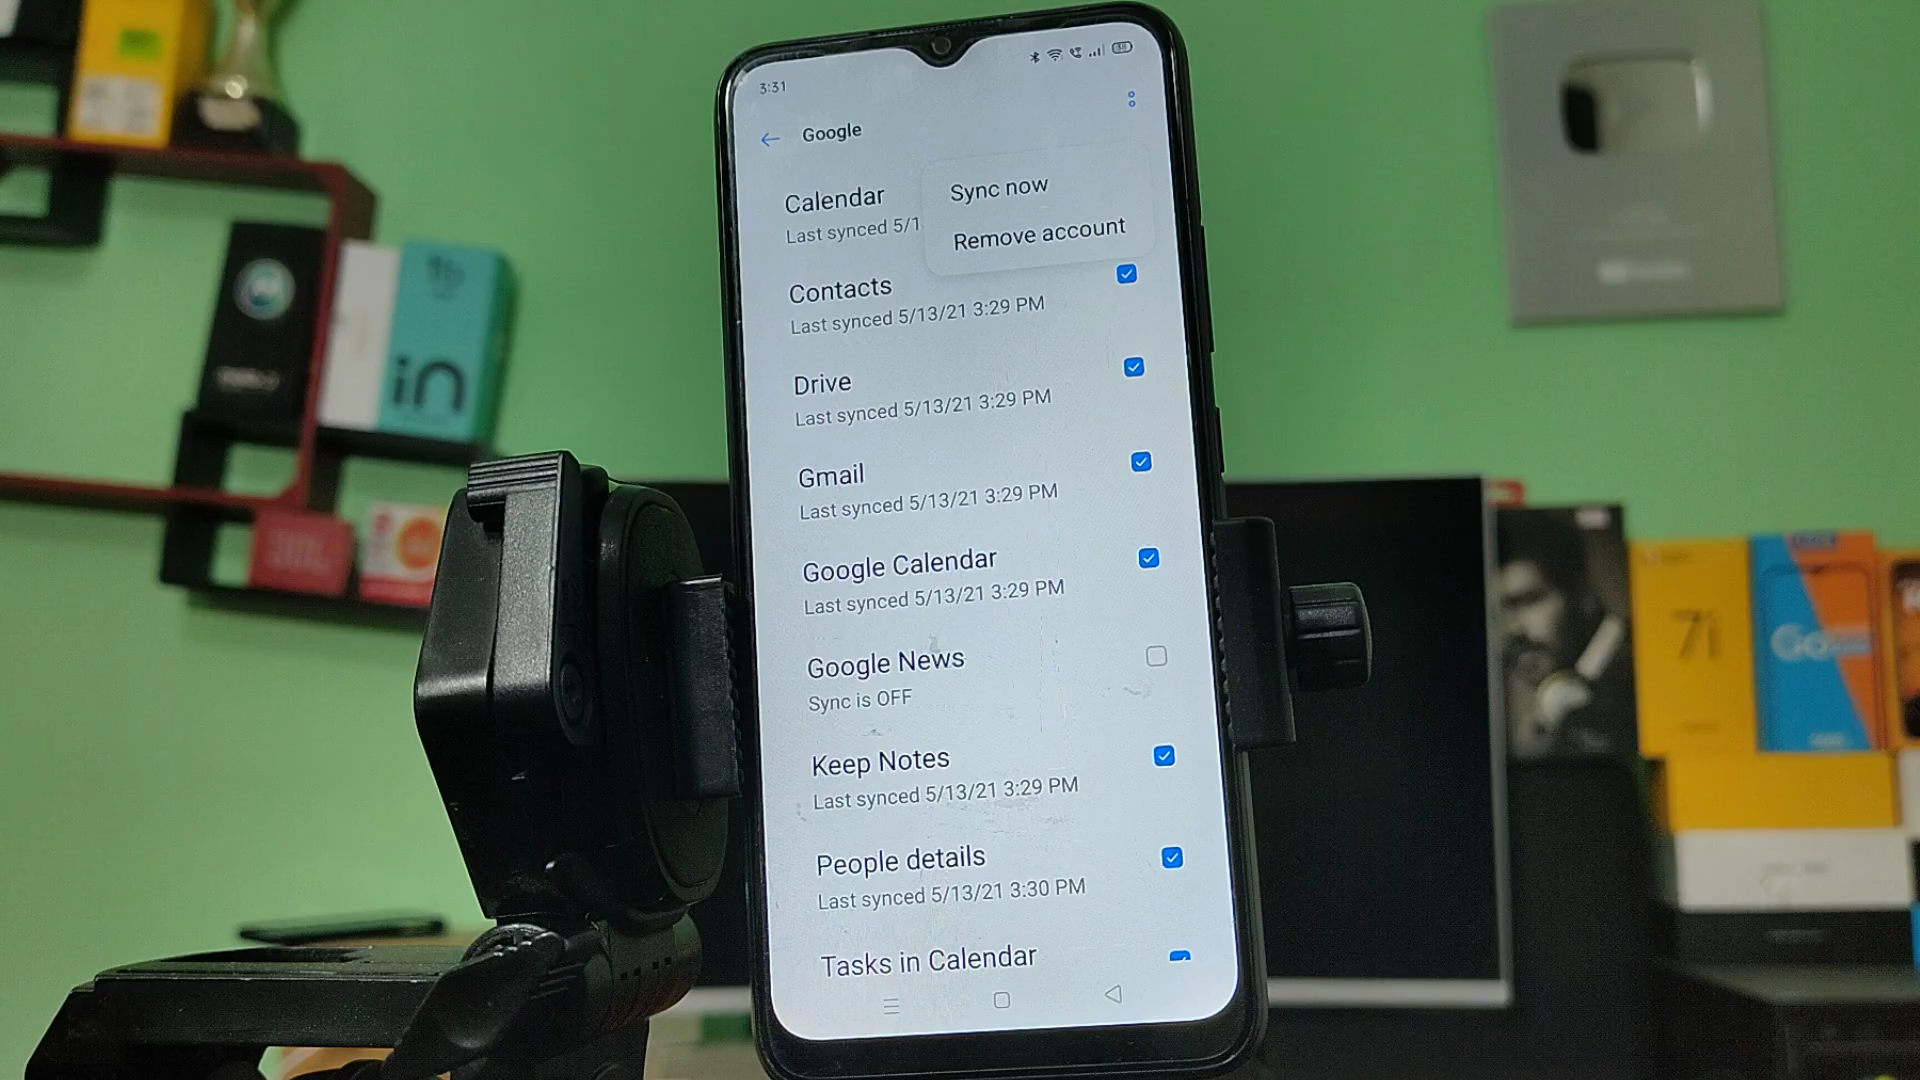 3:31
Google
Sync now
Remove account
Calendar
Last synced 5/1
Contacts
Last synced 5/13/21 3:29 PM
Drive
Last synced 5/13/21 3:29 PM
Gmail
Last synced 5/13/21 3:29 PM
Google Calendar
Last synced 5/13/21 3:29 PM
Google News
Sync is OFF
Keep Notes
Last synced 5/13/21 3:29 PM
People details
Last synced 5/13/21 3:30 PM
Tasks in Calendar
in
JBL
7i